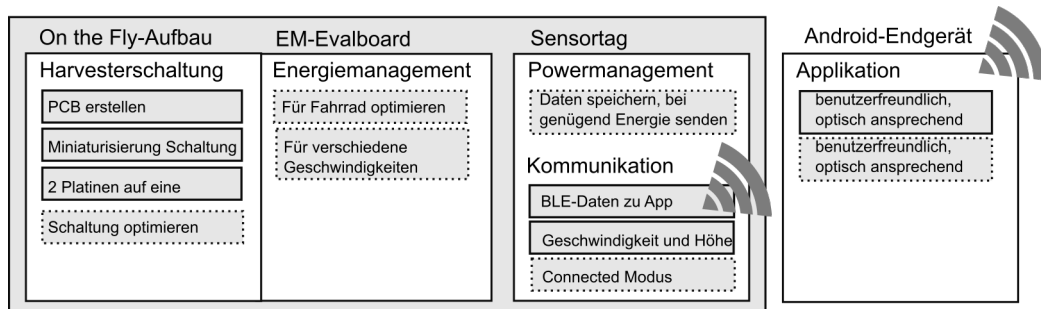 On the Fly-Aufbau
Harvesterschaltung
PCB erstellen
Miniaturisierung Schaltung
2 Platinen auf eine
Schaltung optimieren
EM-Evalboard
Energiemanagement
Für Fahrrad optimieren
Für verschiedene
Geschwindigkeiten
Sensortag
Powermanagement
Daten speichern, bei
genügend Energie senden
Kommunikation
BLE-Daten zu App
Geschwindigkeit und Höhe
Connected Modus
Android-Endgerät
Applikation
benutzerfreundlich,
optisch ansprechend
benutzerfreundlich,
optisch ansprechend